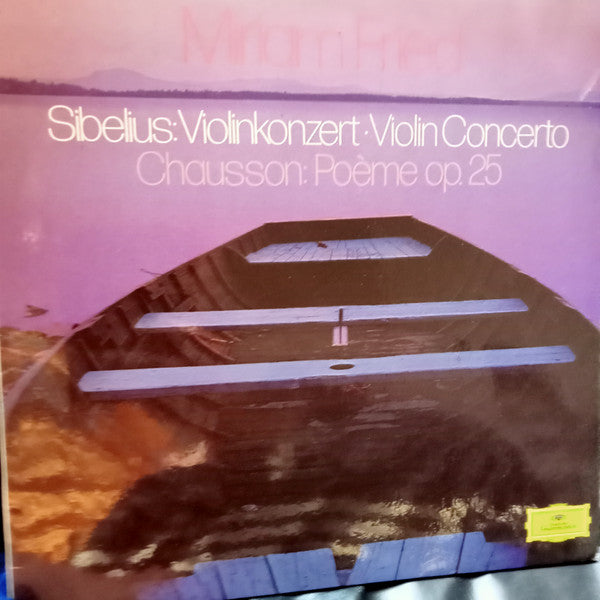 Miriam Fried
Sibelius: Violinkonzert · Violin Concerto
Chausson: Poème op. 25